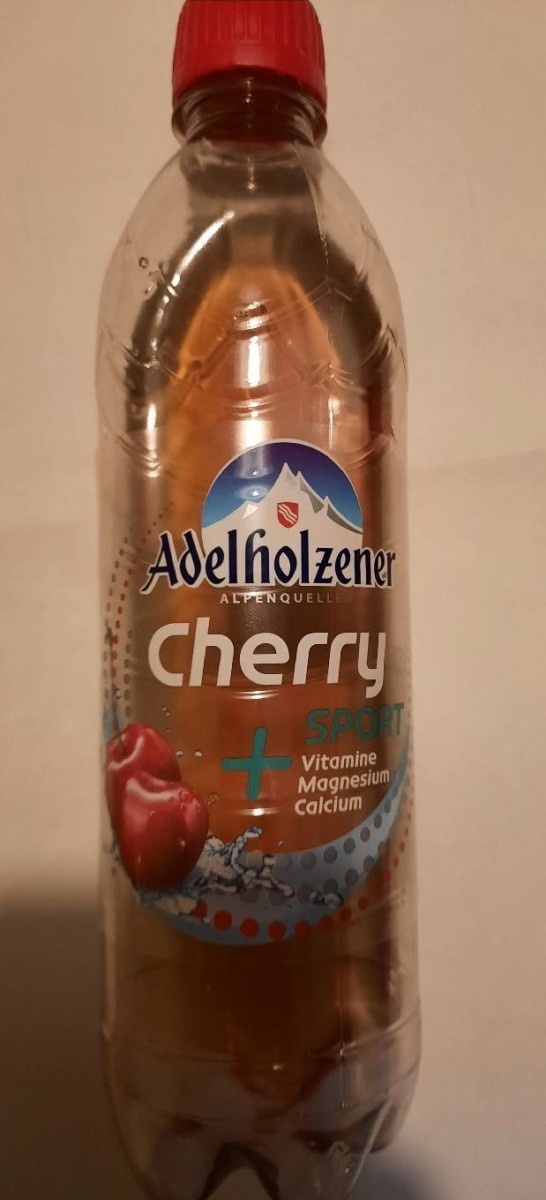 Adelholzener
ALPENQUELLEN
Cherry
SPORT
+ Vitamine
Magnesium
Calcium